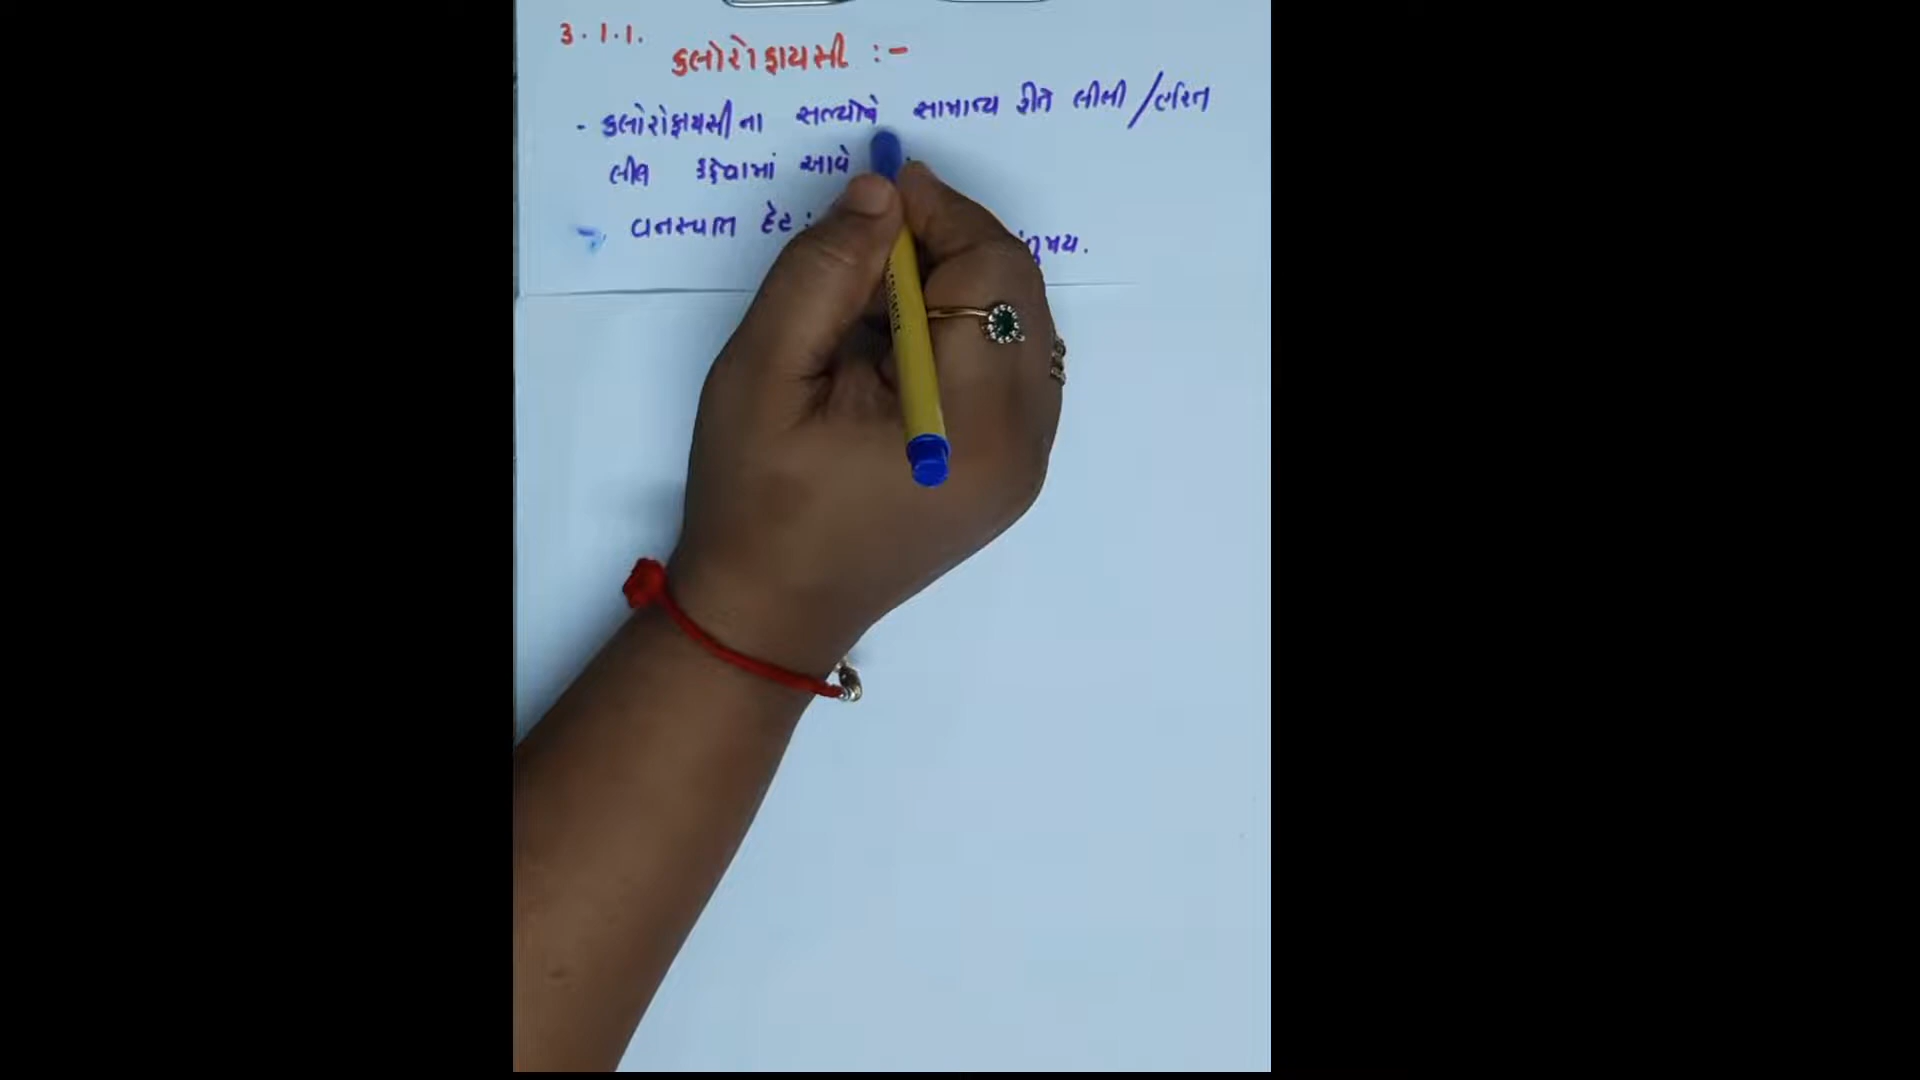 3.1.1.
ક્લોરોફાયસી :-
- ક્લોરોફાયસીના સભ્યોને સામાન્ય રીતે લીલી / હરિત
લીલ કહેવામાં આવે
- વનસ્પતિ દેહ :